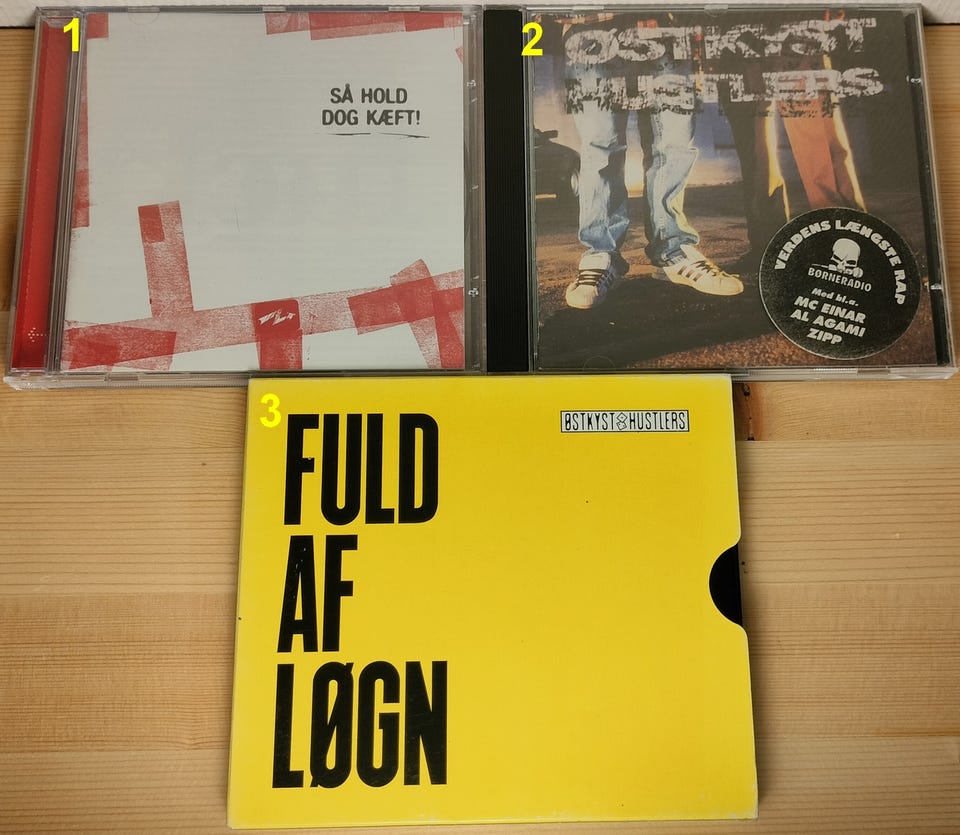 1
SÅ HOLD
DOG KÆFT!
2
ØSTKYST
HUSTLERS
VERDENS LÆNGSTE RAP
BØRNERADIO
Med bl.a.
MC EINAR
AL AGAMI
ZIPP
3
FULD
AF
LØGN
ØSTKYST HUSTLERS